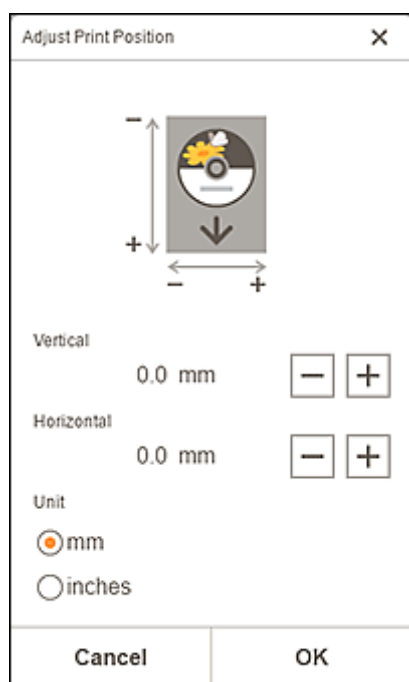 Adjust Print Position ×
−
+
− +
Vertical
0.0 mm − +
Horizontal
0.0 mm − +
Unit
mm
inches
Cancel OK